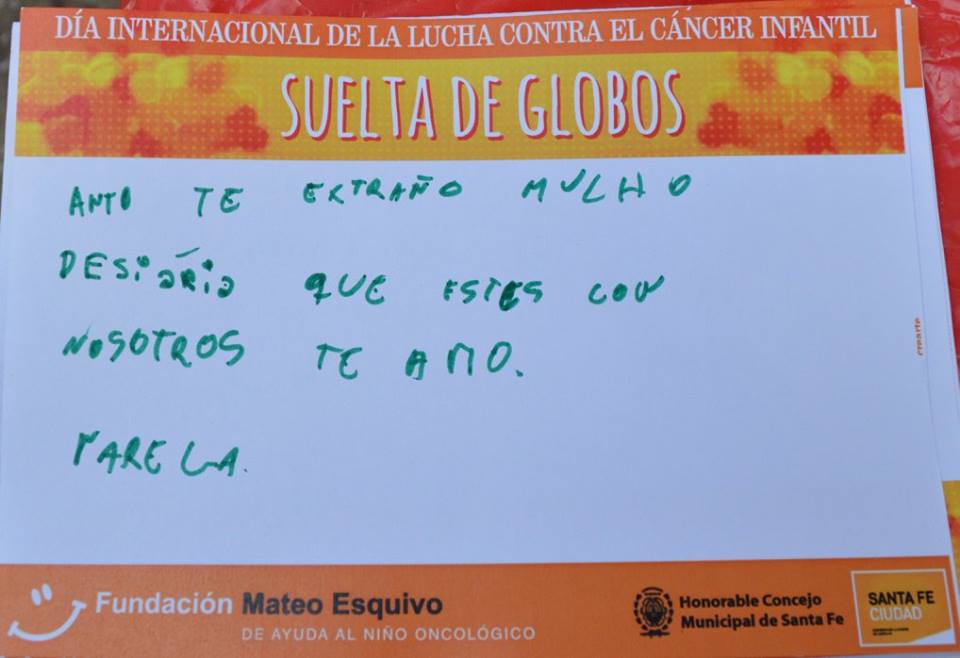 DÍA INTERNACIONAL DE LA LUCHA CONTRA EL CÁNCER INFANTIL
SUELTA DE GLOBOS
ANTO TE EXTRAÑO MUCHO
DESiáRia QUE ESTES CON
NOSOTROS TE AMO.
Fundación Mateo Esquivo
DE AYUDA AL NIÑO ONCOLÓGICO
Honorable Concejo
Municipal de Santa Fe
SANTA FE
CIUDAD